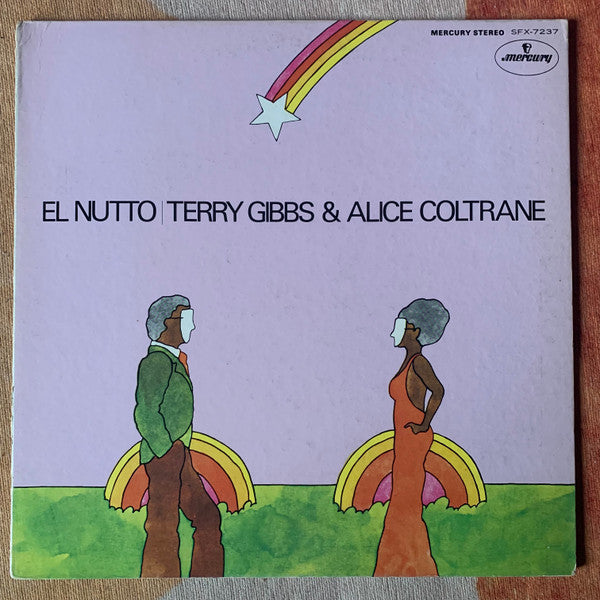 MERCURY STEREO SFX-7237
mercury
EL NUTTO | TERRY GIBBS & ALICE COLTRANE